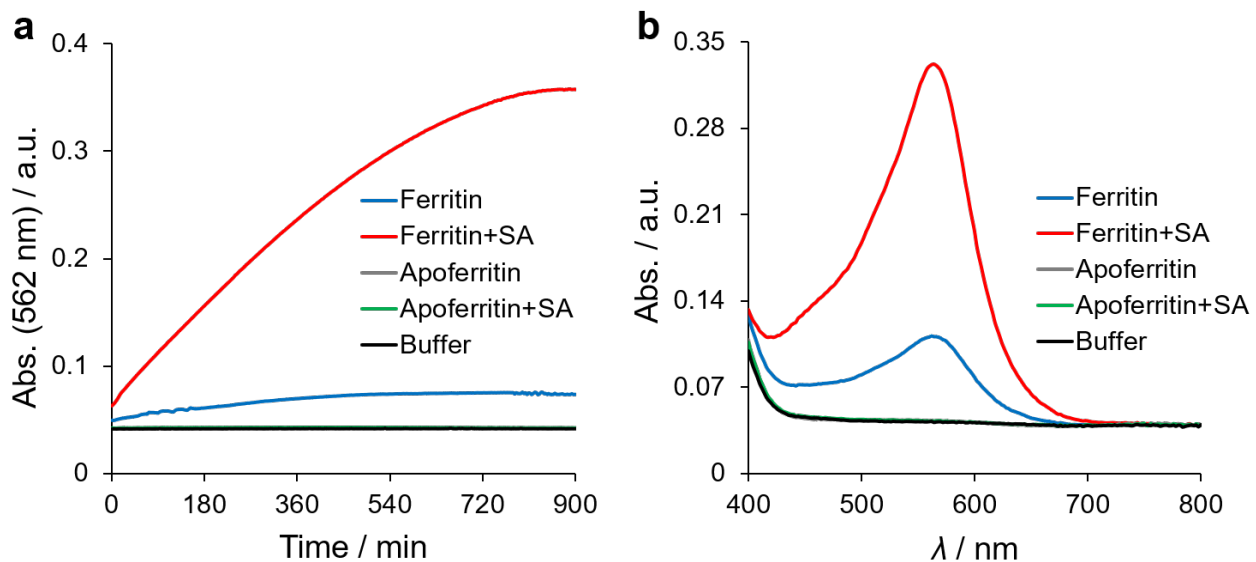 a
Abs. (562 nm) / a.u.
0.4
0.3
0.2
0.1
0
0 180 360 540 720 900
Time / min
Ferritin
Ferritin+SA
Apoferritin
Apoferritin+SA
Buffer
b
Abs. / a.u.
0.35
0.28
0.21
0.14
0.07
0
400 500 600 700 800
λ / nm
Ferritin
Ferritin+SA
Apoferritin
Apoferritin+SA
Buffer